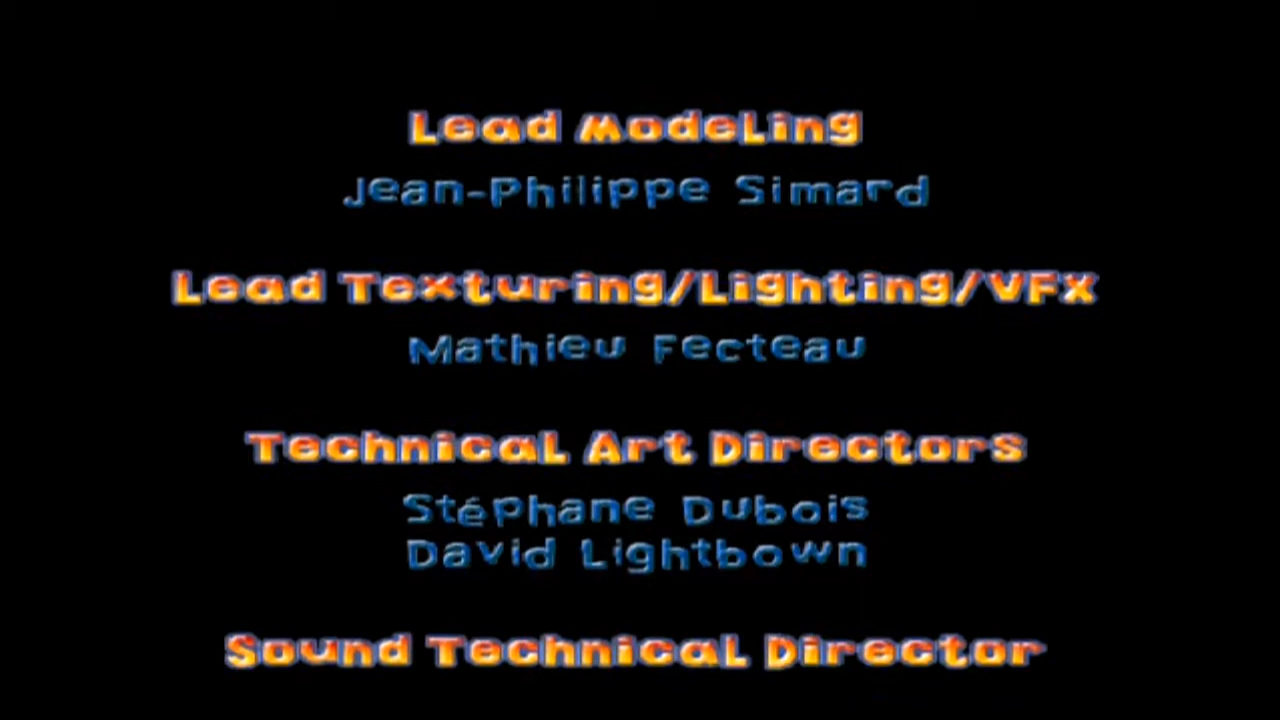 Lead Modeling
Jean-Philippe Simard
Lead Texturing/Lighting/VFX
Mathieu Fecteau
Technical Art Directors
Stéphane Dubois
David Lightbown
Sound Technical Director